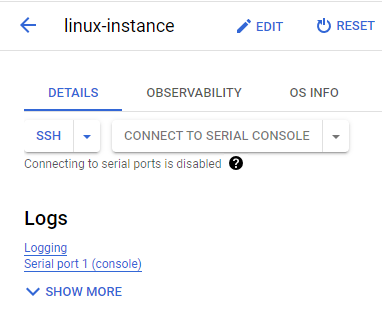 linux-instance
EDIT
RESET
DETAILS
OBSERVABILITY
OS INFO
SSH
CONNECT TO SERIAL CONSOLE
Connecting to serial ports is disabled ?
Logs
Logging
Serial port 1 (console)
SHOW MORE